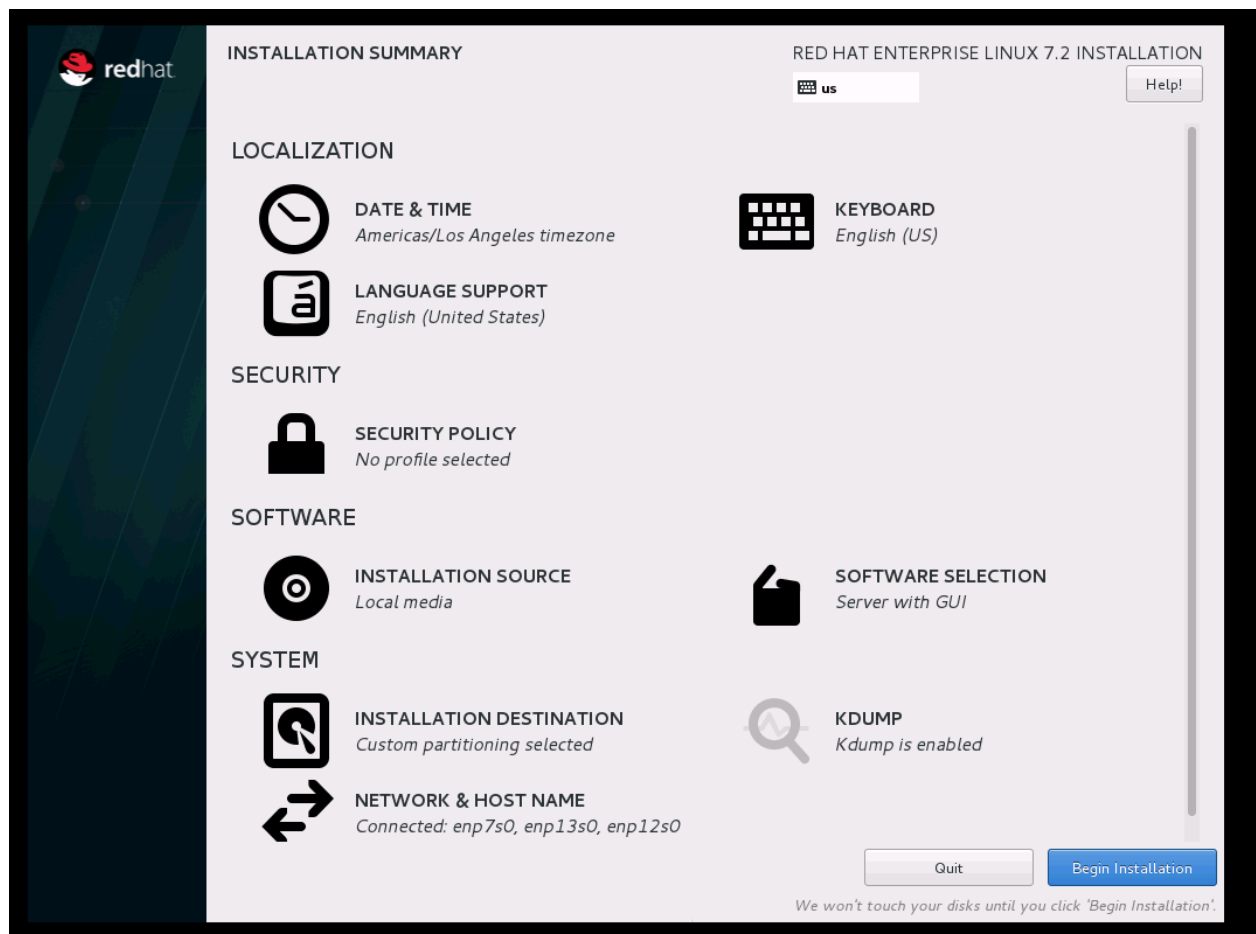 redhat
INSTALLATION SUMMARY
RED HAT ENTERPRISE LINUX 7.2 INSTALLATION
us
Help!
LOCALIZATION
DATE & TIME
Americas/Los Angeles timezone
KEYBOARD
English (US)
á
LANGUAGE SUPPORT
English (United States)
SECURITY
SECURITY POLICY
No profile selected
SOFTWARE
INSTALLATION SOURCE
Local media
SOFTWARE SELECTION
Server with GUI
SYSTEM
INSTALLATION DESTINATION
Custom partitioning selected
KDUMP
Kdump is enabled
NETWORK & HOST NAME
Connected: enp7s0, enp13s0, enp12s0
Quit
Begin Installation
We won't touch your disks until you click 'Begin Installation'.